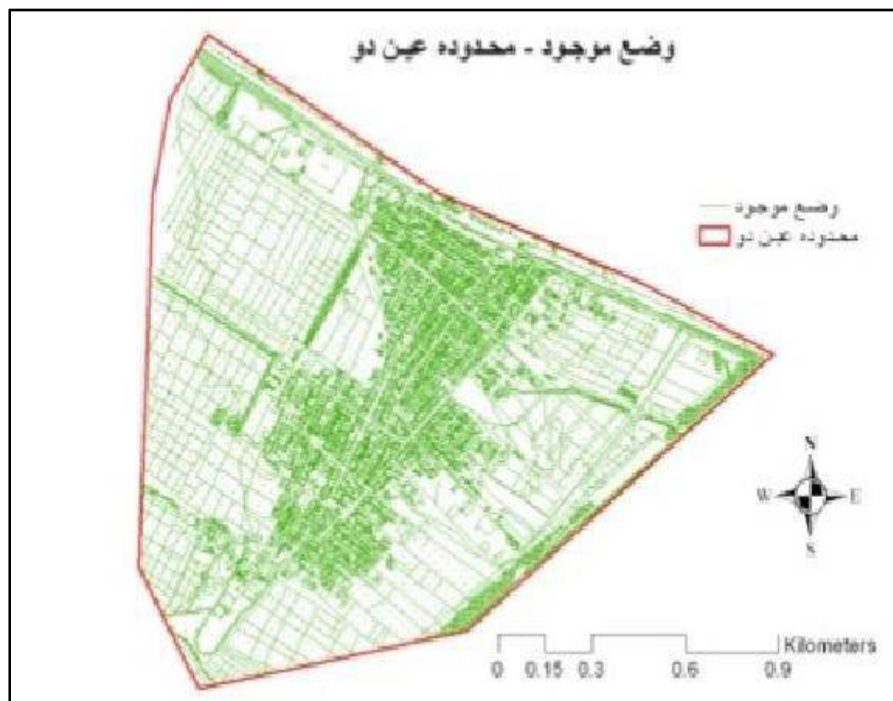 وضع موجود - محدوده عین دو
وضع موجود
محدوده عین دو
N
W E
S
Kilometers
0 0.15 0.3 0.6 0.9